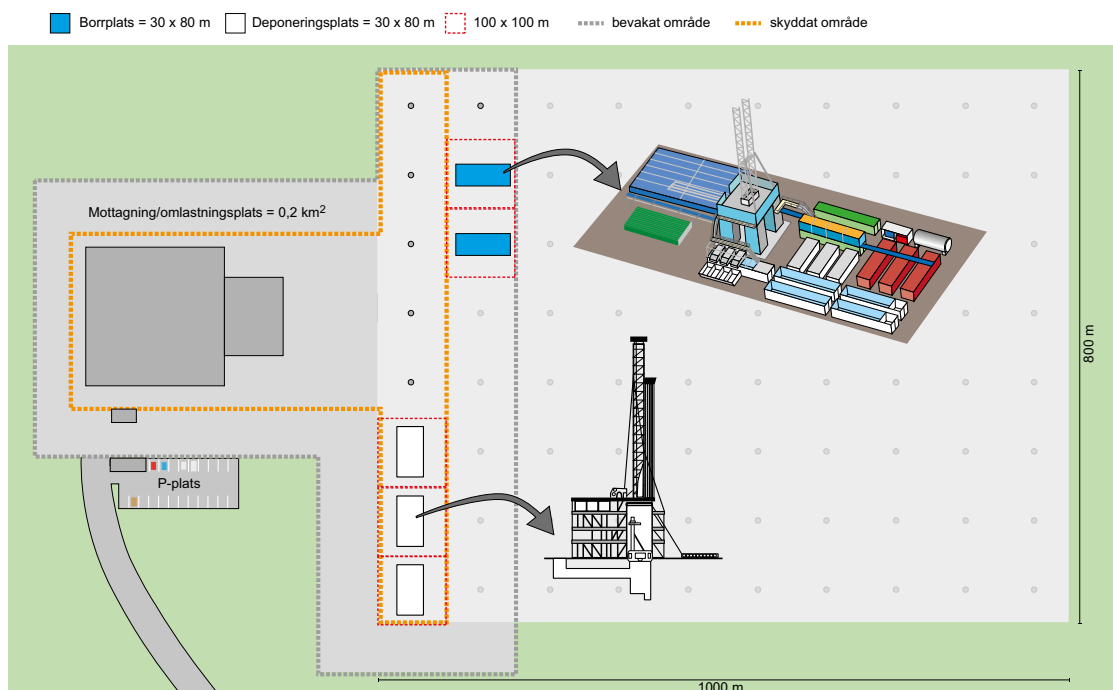 Borrplats = 30 x 80 m
Deponeringsplats = 30 x 80 m
100 x 100 m
bevakat område
skyddat område
Mottagning/omlastningsplats = 0,2 km²
800 m
P-plats
1000 m